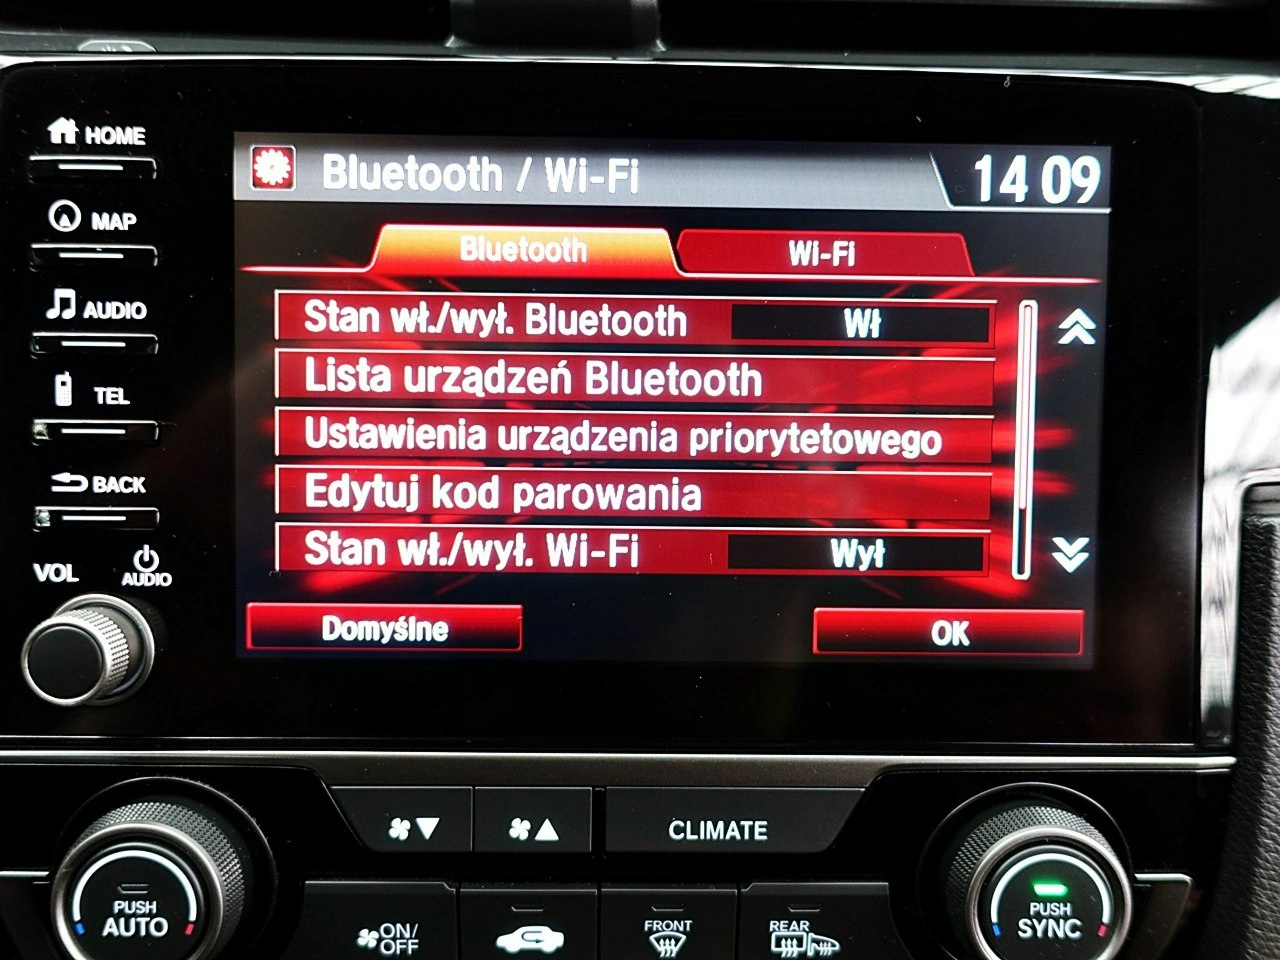 HOME
MAP
AUDIO
TEL
BACK
VOL
AUDIO
Bluetooth / Wi-Fi
14 09
Bluetooth
Wi-Fi
Stan wł./wył. Bluetooth
Wł
Lista urządzeń Bluetooth
Ustawienia urządzenia priorytetowego
Edytuj kod parowania
Stan wł./wył. Wi-Fi
Wył
Domyślne
OK
CLIMATE
PUSH
AUTO
ON/
OFF
FRONT
REAR
PUSH
SYNC